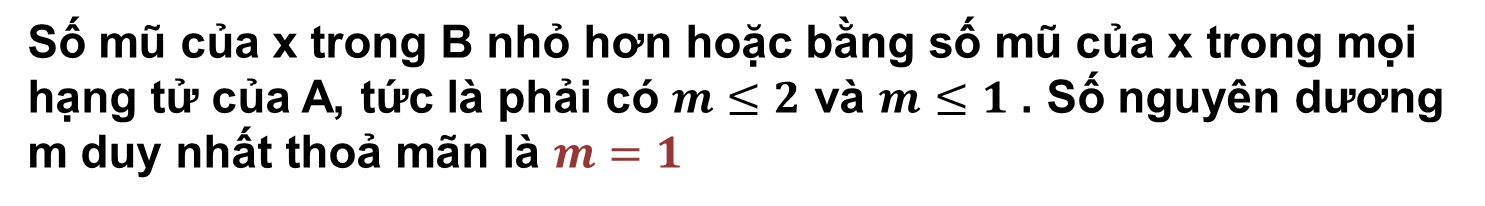 Số mũ của x trong B nhỏ hơn hoặc bằng số mũ của x trong mọi
hạng tử của A, tức là phải có m ≤ 2 và m ≤ 1 . Số nguyên dương
m duy nhất thoả mãn là m = 1